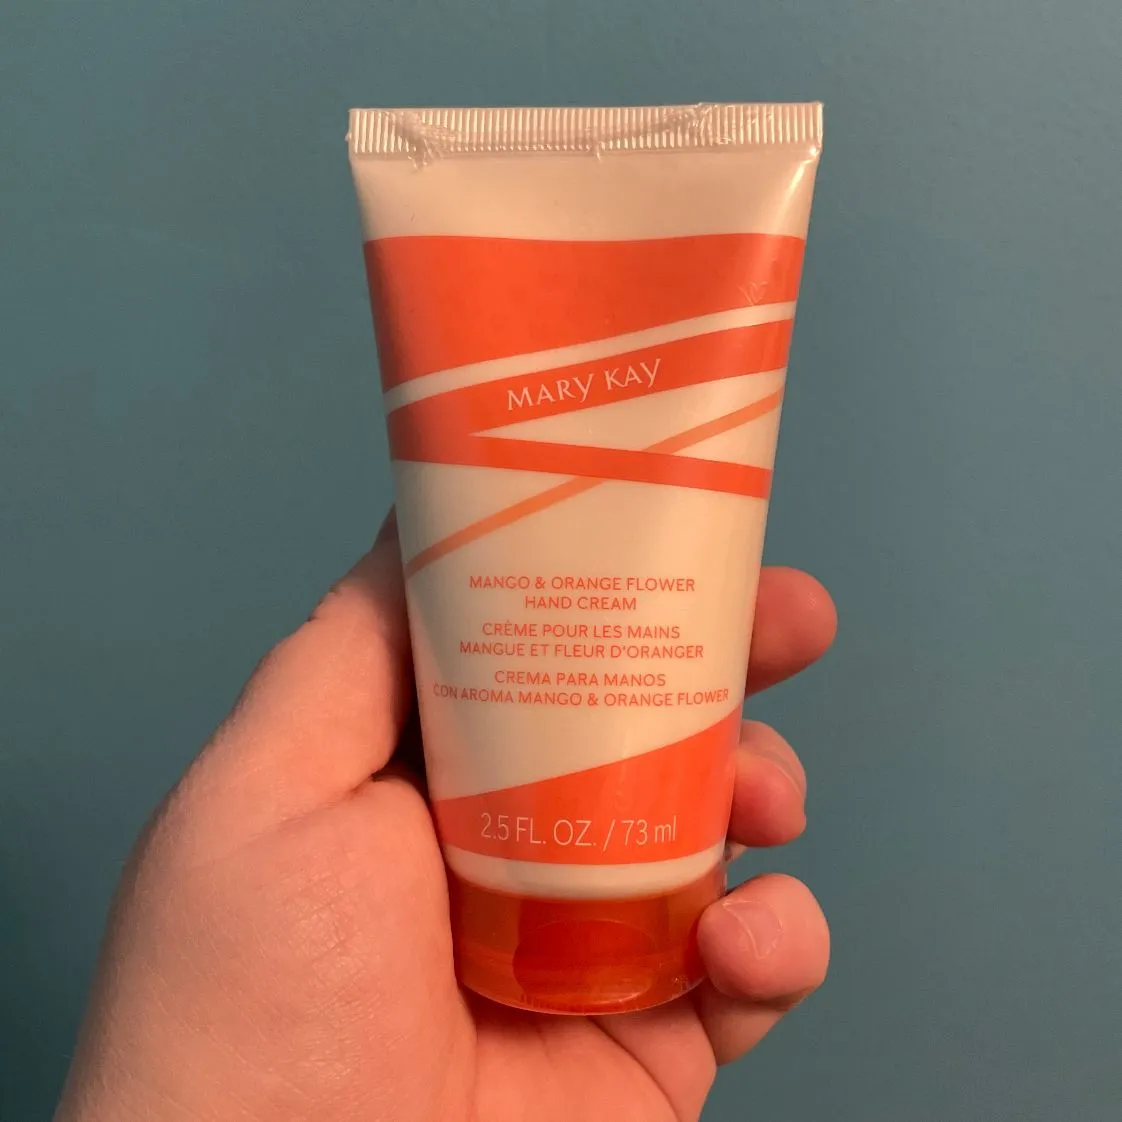 MARY KAY
MANGO & ORANGE FLOWER
HAND CREAM
CRÈME POUR LES MAINS
MANGUE ET FLEUR D'ORANGER
CREMA PARA MANOS
CON AROMA MANGO & ORANGE FLOWER
2.5 FL. OZ. / 73 ml